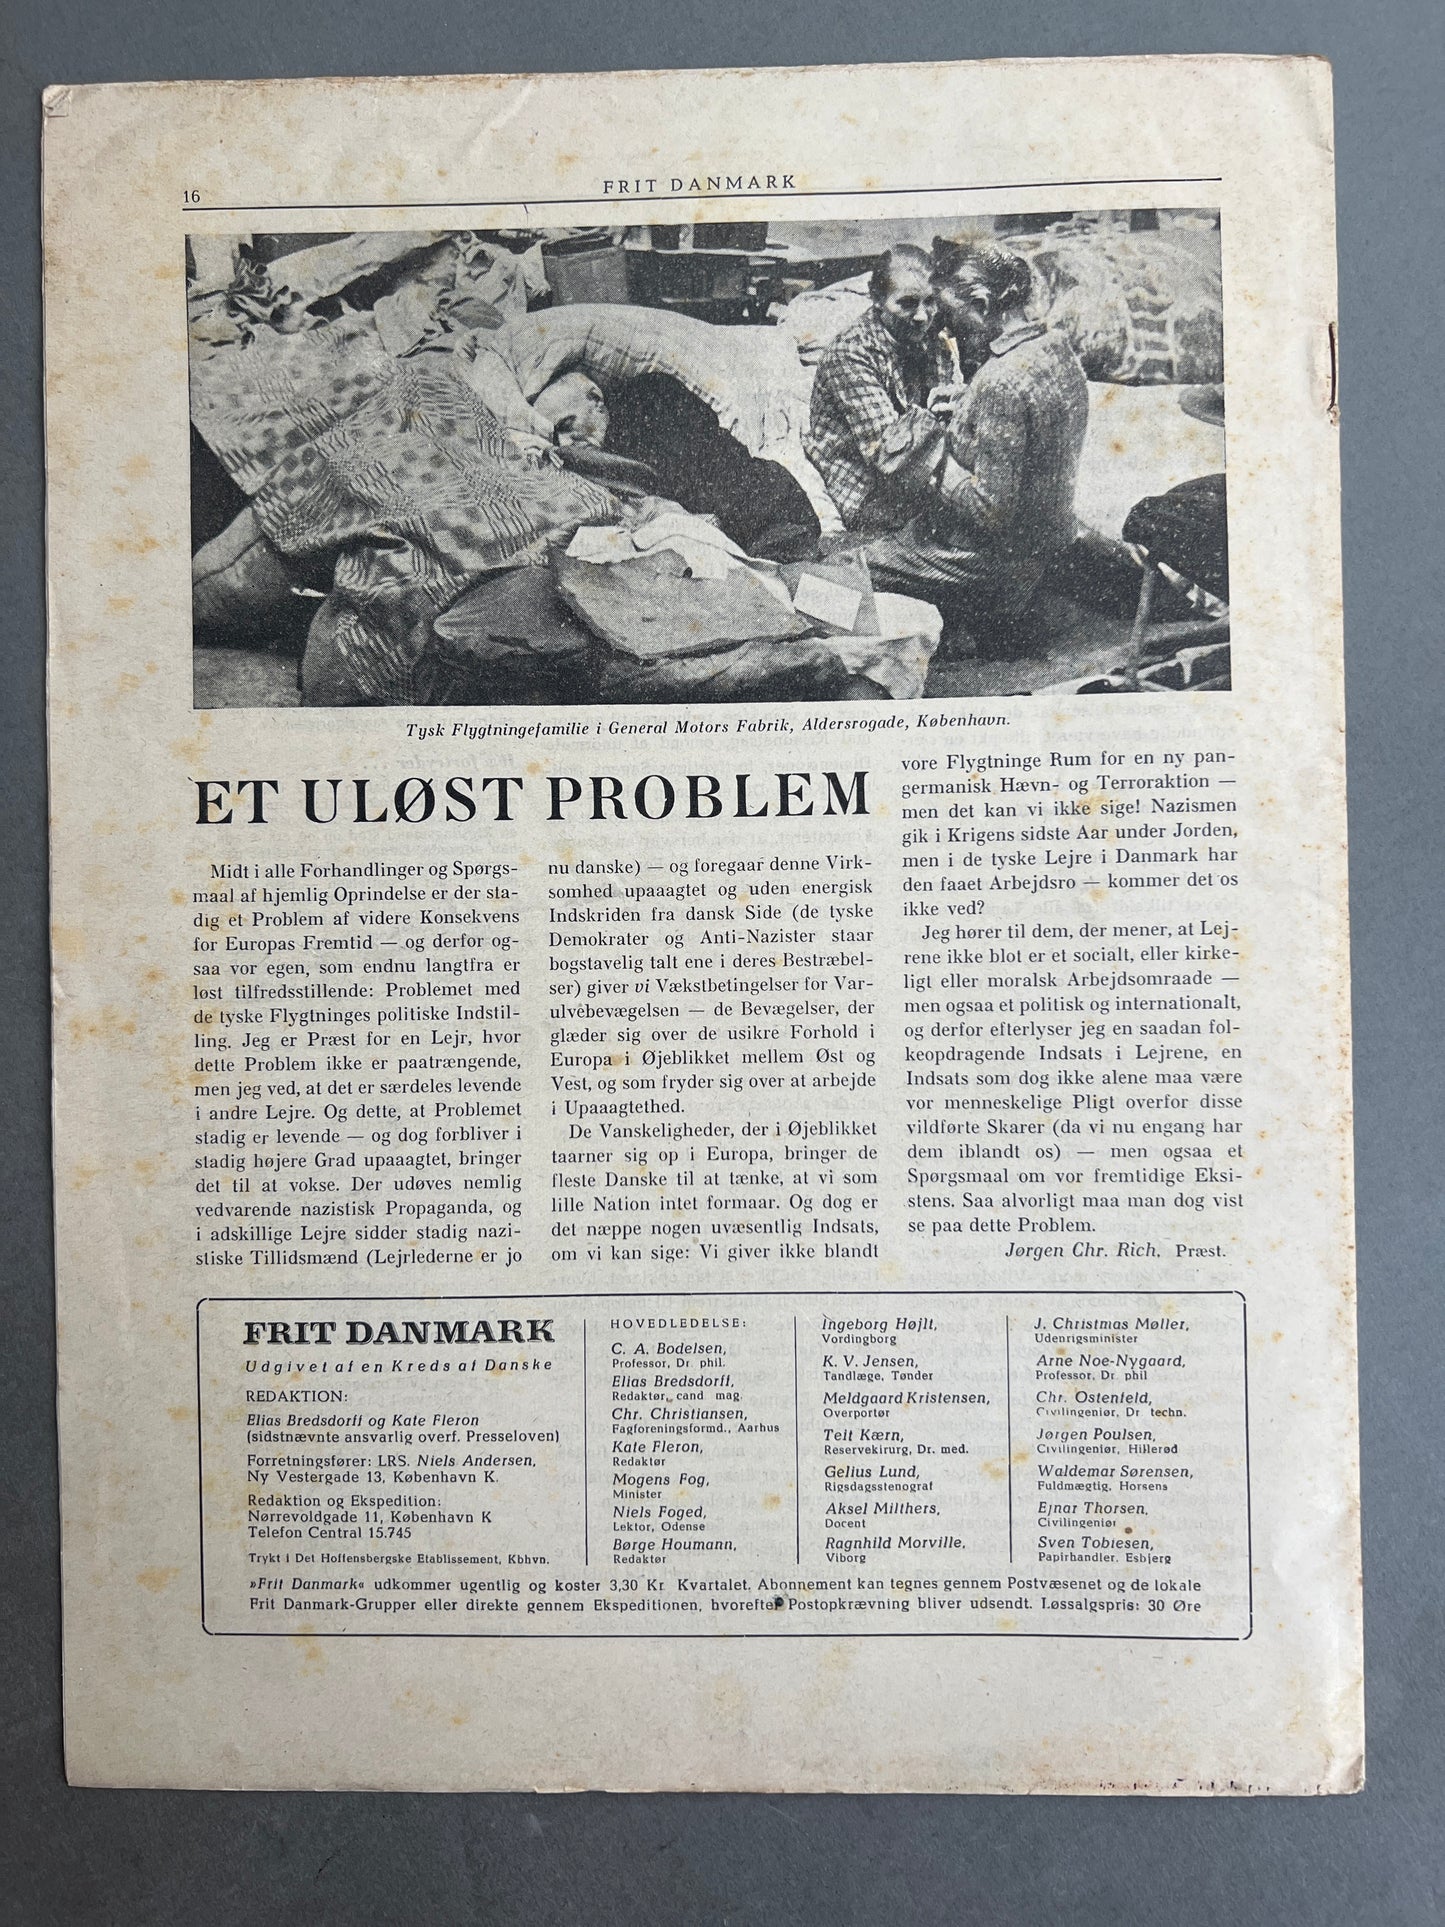 16
FRIT DANMARK
Tysk Flygtningefamilie i General Motors Fabrik, Aldersrogade, København.
ET ULØST PROBLEM
Midt i alle Forhandlinger og Spørgs-
maal af hjemlig Oprindelse er der sta-
dig et Problem af videre Konsekvens
for Europas Fremtid — og derfor og-
saa vor egen, som endnu langtfra er
løst tilfredsstillende: Problemet med
de tyske Flygtninges politiske Indstil-
ling. Jeg er Præst for en Lejr, hvor
dette Problem ikke er paatrængende,
men jeg ved, at det er særdeles levende
i andre Lejre. Og dette, at Problemet
stadig er levende — og dog forbliver i
stadig højere Grad upaaagtet, bringer
det til at vokse. Der udøves nemlig
vedvarende nazistisk Propaganda, og
i adskillige Lejre sidder stadig nazi-
stiske Tillidsmænd (Lejrlederne er jo
nu danske) — og foregaar denne Virk-
somhed upaaagtet og uden energisk
Indskriden fra dansk Side (de tyske
Demokrater og Anti-Nazister staar
bogstavelig talt ene i deres Bestræbel-
ser) giver vi Vækstbetingelser for Var-
ulvebevægelsen — de Bevægelser, der
glæder sig over de usikre Forhold i
Europa i Øjeblikket mellem Øst og
Vest, og som fryder sig over at arbejde
i Upaaagtethed.
De Vanskeligheder, der i Øjeblikket
taarner sig op i Europa, bringer de
fleste Danske til at tænke, at vi som
lille Nation intet formaar. Og dog er
det næppe nogen uvæsentlig Indsats,
om vi kan sige: Vi giver ikke blandt
vore Flygtninge Rum for en ny pan-
germanisk Hævn- og Terroraktion —
men det kan vi ikke sige! Nazismen
gik i Krigens sidste Aar under Jorden,
men i de tyske Lejre i Danmark har
den faaet Arbejdsro — kommer det os
ikke ved?
Jeg hører til dem, der mener, at Lej-
rene ikke blot er et socialt, eller kirke-
ligt eller moralsk Arbejdsomraade —
men ogsaa et politisk og internationalt,
og derfor efterlyser jeg en saadan fol-
keopdragende Indsats i Lejrene, en
Indsats som dog ikke alene maa være
vor menneskelige Pligt overfor disse
vildførte Skarer (da vi nu engang har
dem iblandt os) — men ogsaa et
Spørgsmaal om vor fremtidige Eksi-
stens. Saa alvorligt maa man dog vist
se paa dette Problem.
Jørgen Chr. Rich, Præst.
FRIT DANMARK
Udgivet af en Kreds af Danske
REDAKTION:
Elias Bredsdorff og Kate Fleron
(sidstnævnte ansvarlig overf. Presseloven)
Forretningsfører: LRS. Niels Andersen,
Ny Vestergade 13, København K.
Redaktion og Ekspedition:
Nørrevoldgade 11, København K
Telefon Central 15.745
Trykt i Det Hoffensbergske Etablissement, Kbhvn.
HOVEDLEDELSE:
C. A. Bodelsen,
Professor, Dr. phil.
Elias Bredsdorff,
Redaktør, cand mag.
Chr. Christiansen,
Fagforeningsformd., Aarhus
Kate Fleron,
Redaktør
Mogens Fog,
Minister
Niels Foged,
Lektor, Odense
Børge Houmann,
Redaktør
Ingeborg Højlt,
Vordingborg
K. V. Jensen,
Tandlæge, Tønder
Meldgaard Kristensen,
Overportør
Teit Kærn,
Reservekirurg, Dr. med.
Gelius Lund,
Rigsdagsstenograf
Aksel Milthers,
Docent
Ragnhild Morville,
Viborg
J. Christmas Møller,
Udenrigsminister
Arne Noe-Nygaard,
Professor, Dr. phil
Chr. Ostenfeld,
Civilingeniør, Dr. techn.
Jørgen Poulsen,
Civilingeniør, Hillerød
Waldemar Sørensen,
Fuldmægtig, Horsens
Ejnar Thorsen,
Civilingeniør
Sven Tobiesen,
Papirhandler, Esbjerg
»Frit Danmark« udkommer ugentlig og koster 3,30 Kr. Kvartalet. Abonnement kan tegnes gennem Postvæsenet og de lokale
Frit Danmark-Grupper eller direkte gennem Ekspeditionen, hvorefter Postopkrævning bliver udsendt. Løssalgspris: 30 Øre